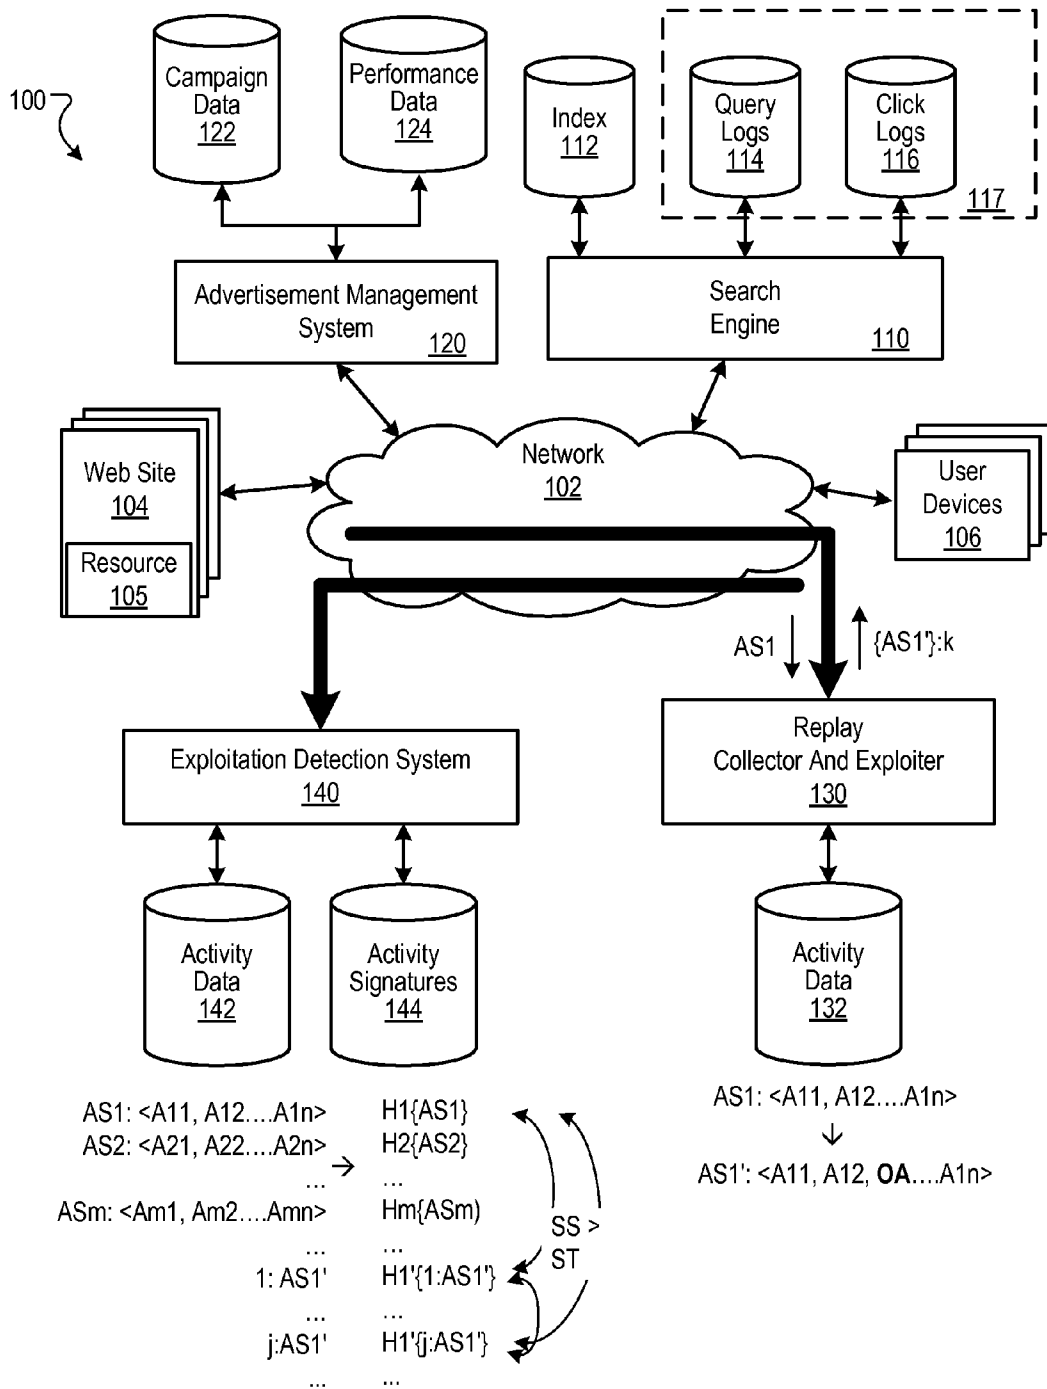 100
Campaign
Data
122
Performance
Data
124
Index
112
Query
Logs
114
Click
Logs
116
117
Advertisement Management
System
120
Search
Engine
110
Web Site
104
Resource
105
Network
102
User
Devices
106
AS1
{AS1'}:k
Exploitation Detection System
140
Replay
Collector And Exploiter
130
Activity
Data
142
Activity
Signatures
144
Activity
Data
132
AS1: <A11, A12....A1n>
AS2: <A21, A22....A2n>
...
ASm: <Am1, Am2....Amn>
...
1: AS1'
...
j:AS1'
...
→
H1{AS1}
H2{AS2}
...
Hm{ASm)
...
H1'{1:AS1'}
...
H1'{j:AS1'}
...
SS >
ST
AS1: <A11, A12....A1n>
↓
AS1': <A11, A12, OA....A1n>